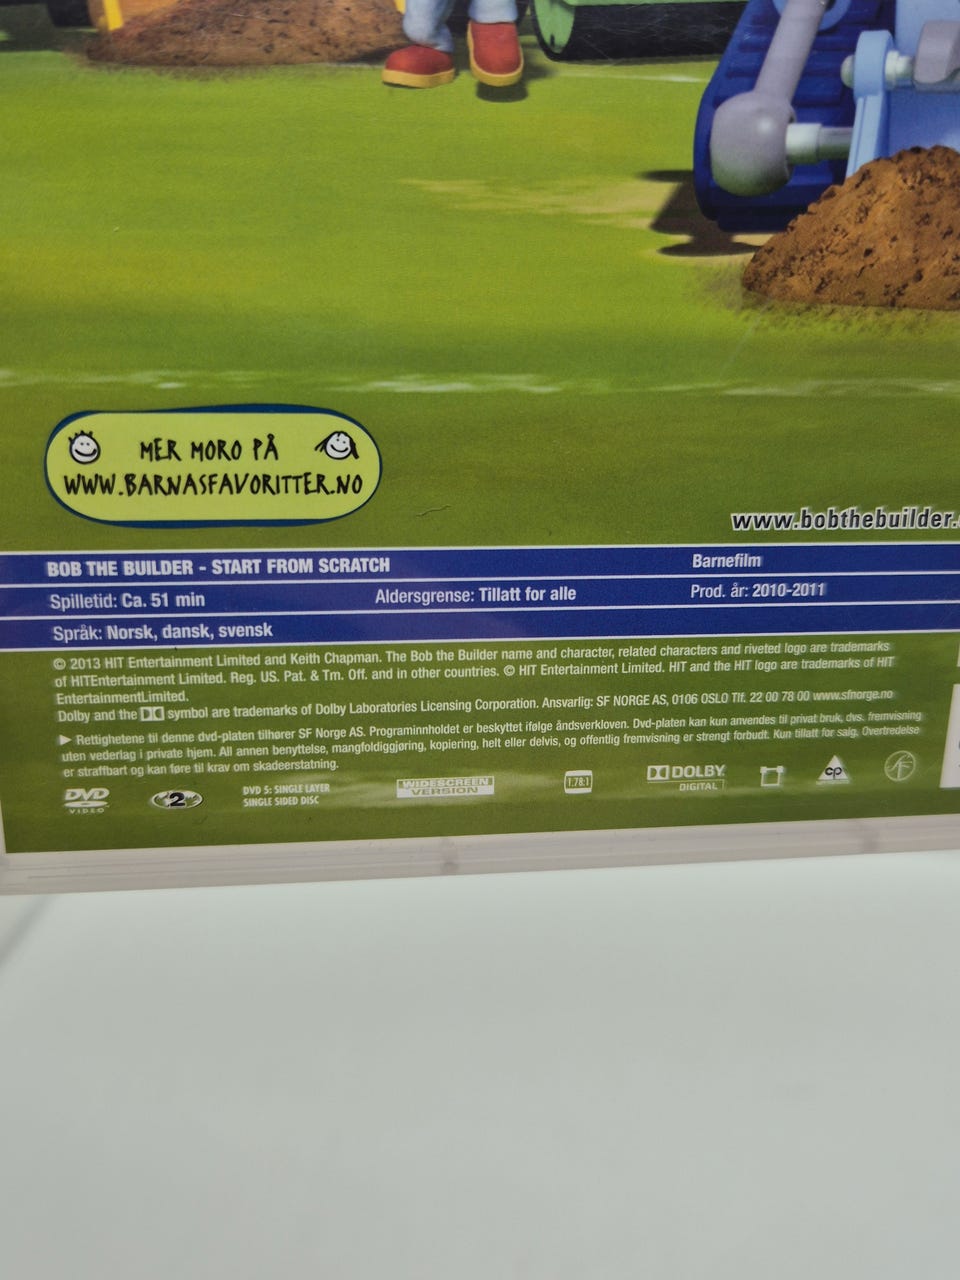 MER MORO PÅ
WWW.BARNASFAVORITTER.NO
www.bobthebuilder.
BOB THE BUILDER - START FROM SCRATCH Barnefilm
Spilletid: Ca. 51 min Aldersgrense: Tillatt for alle Prod. år: 2010-2011
Språk: Norsk, dansk, svensk
© 2013 HIT Entertainment Limited and Keith Chapman. The Bob the Builder name and character, related characters and riveted logo are trademarks
of HITEntertainment Limited. Reg. US. Pat. & Tm. Off. and in other countries. © HIT Entertainment Limited. HIT and the HIT logo are trademarks of HIT
EntertainmentLimited.
Dolby and the symbol are trademarks of Dolby Laboratories Licensing Corporation. Ansvarlig: SF NORGE AS, 0106 OSLO Tlf. 22 00 78 00 www.sfnorge.no
Rettighetene til denne dvd-platen tilhører SF Norge AS. Programinnholdet er beskyttet ifølge åndsverkloven. Dvd-platen kan kun anvendes til privat bruk, dvs. fremvisning
uten vederlag i private hjem. All annen benyttelse, mangfoldiggjøring, kopiering, helt eller delvis, og offentlig fremvisning er strengt forbudt. Kun tillatt for salg. Overtredelse
er straffbart og kan føre til krav om skadeerstatning.
DVD VIDEO 2 DVD 5: SINGLE LAYER WIDESCREEN VERSION 1.78:1 DOLBY DIGITAL cp
SINGLE SIDED DISC